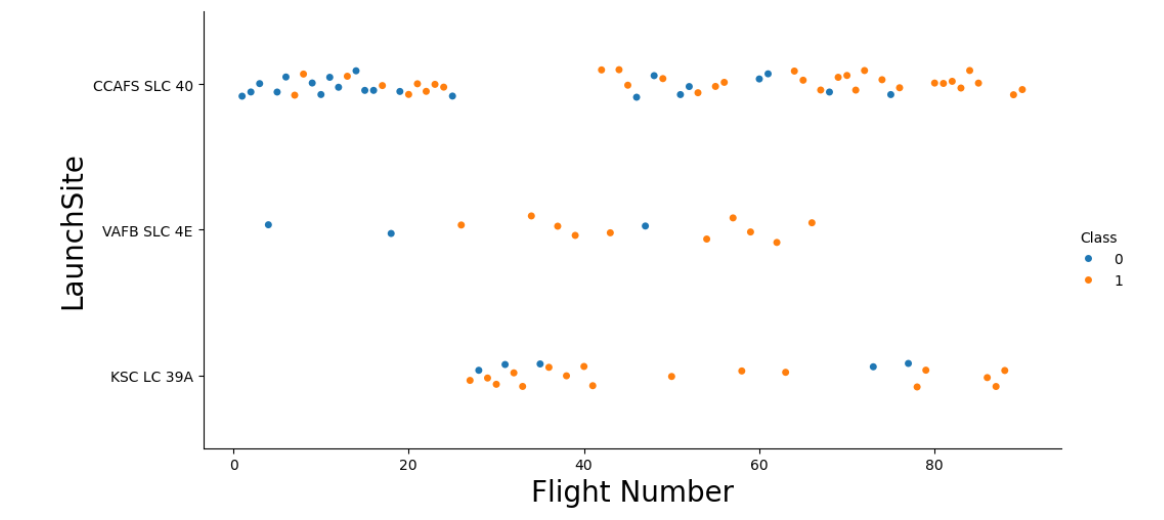 CCAFS SLC 40
VAFB SLC 4E
KSC LC 39A
LaunchSite
0 20 40 60 80
Flight Number
Class
0
1